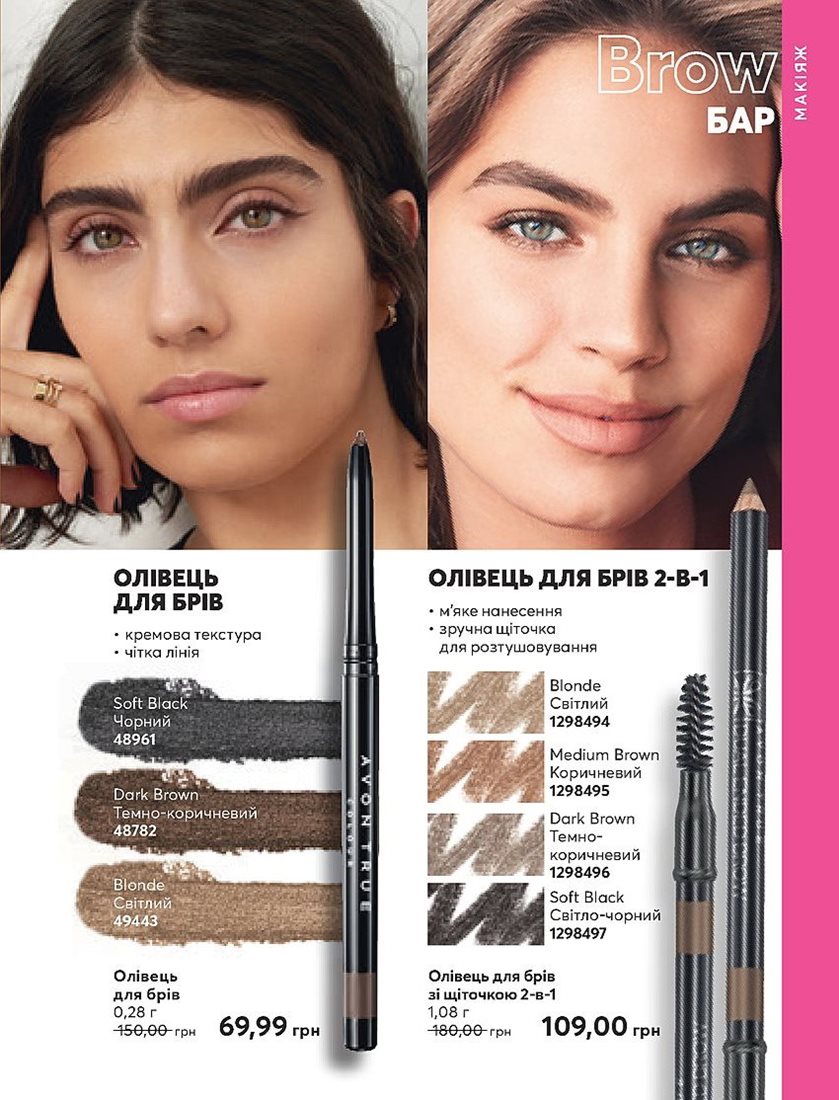 Brow
БАР
МАКІЯЖ
ОЛІВЕЦЬ
ДЛЯ БРІВ
• кремова текстура
• чітка лінія
Soft Black
Чорний
48961
Dark Brown
Темно-коричневий
48782
Blonde
Світлий
49443
AVON TRUE
COLOUR
Олівець
для брів
0,28 г
150,00 грн
69,99 грн
ОЛІВЕЦЬ ДЛЯ БРІВ 2-В-1
• м'яке нанесення
• зручна щіточка
для розтушовування
Blonde
Світлий
1298494
Medium Brown
Коричневий
1298495
Dark Brown
Темно-
коричневий
1298496
Soft Black
Світло-чорний
1298497
Олівець для брів
зі щіточкою 2-в-1
1,08 г
180,00 грн
109,00 грн